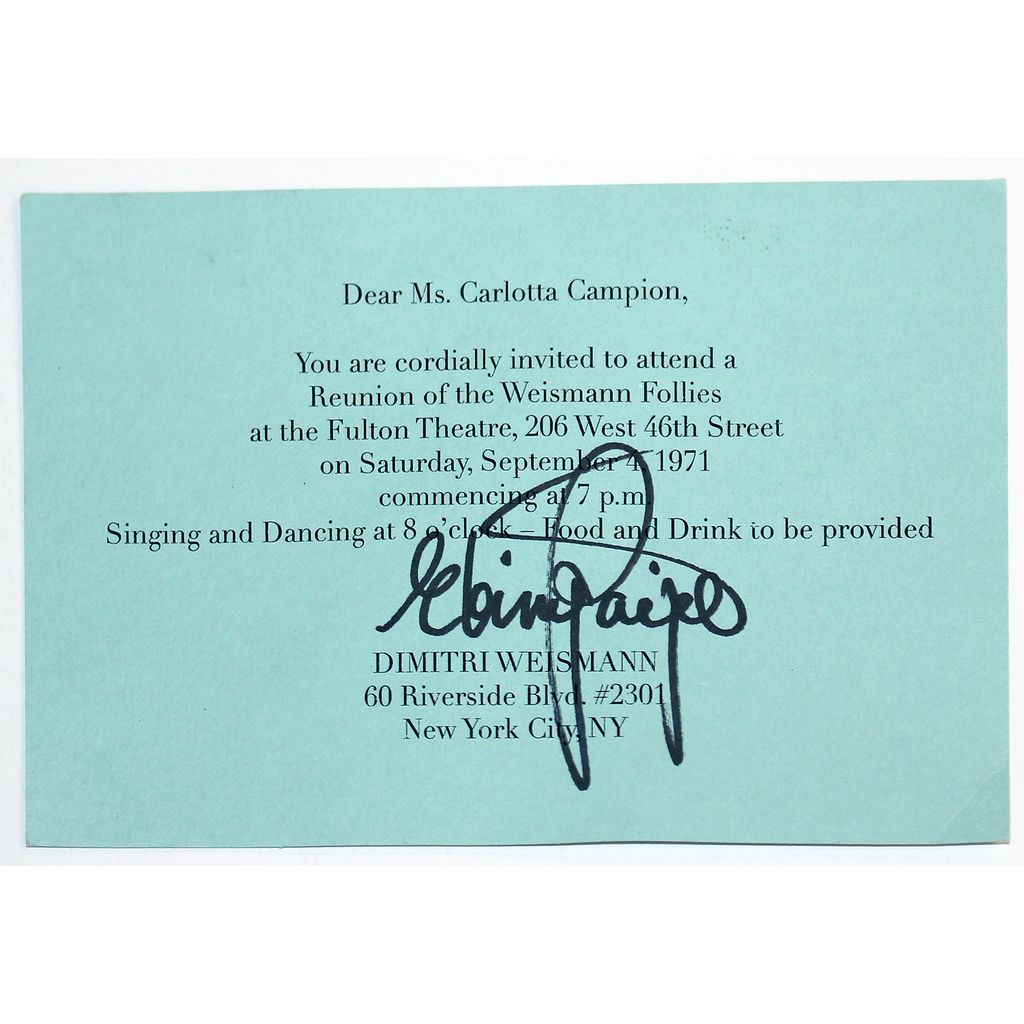 Dear Ms. Carlotta Campion,
You are cordially invited to attend a
Reunion of the Weismann Follies
at the Fulton Theatre, 206 West 46th Street
on Saturday, September 4, 1971
commencing at 7 p.m.
Singing and Dancing at 8 o'clock – Food and Drink to be provided
Elaine Paige
DIMITRI WEISMANN
60 Riverside Blvd. #2301
New York City, NY